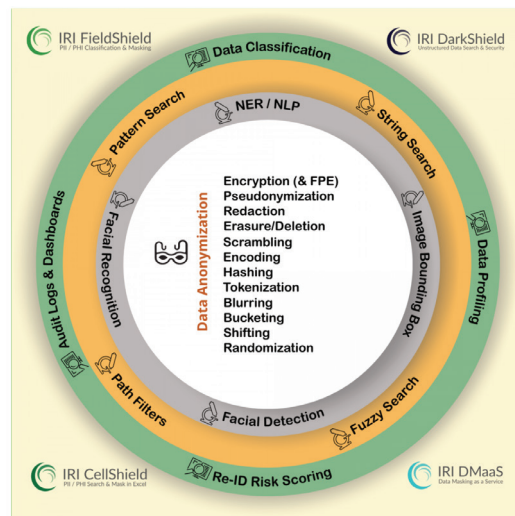 IRI FieldShield
PII / PHI Classification & Masking
IRI DarkShield
Unstructured Data Search & Security
Data Classification
Pattern Search
String Search
NER / NLP
Audit Logs & Dashboards
Facial Recognition
Data Anonymization
Encryption (& FPE)
Pseudonymization
Redaction
Erasure/Deletion
Scrambling
Encoding
Hashing
Tokenization
Blurring
Bucketing
Shifting
Randomization
Image Bounding Box
Data Profiling
Path Filters
Facial Detection
Fuzzy Search
Re-ID Risk Scoring
IRI CellShield
PII / PHI Search & Mask in Excel
IRI DMaaS
Data Masking as a Service